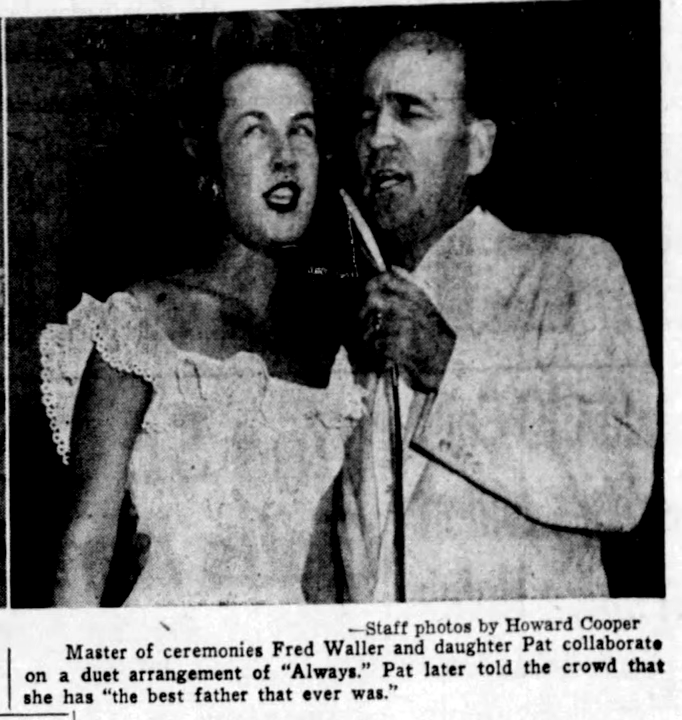 —Staff photos by Howard Cooper
Master of ceremonies Fred Waller and daughter Pat collaborate
on a duet arrangement of "Always." Pat later told the crowd that
she has "the best father that ever was."